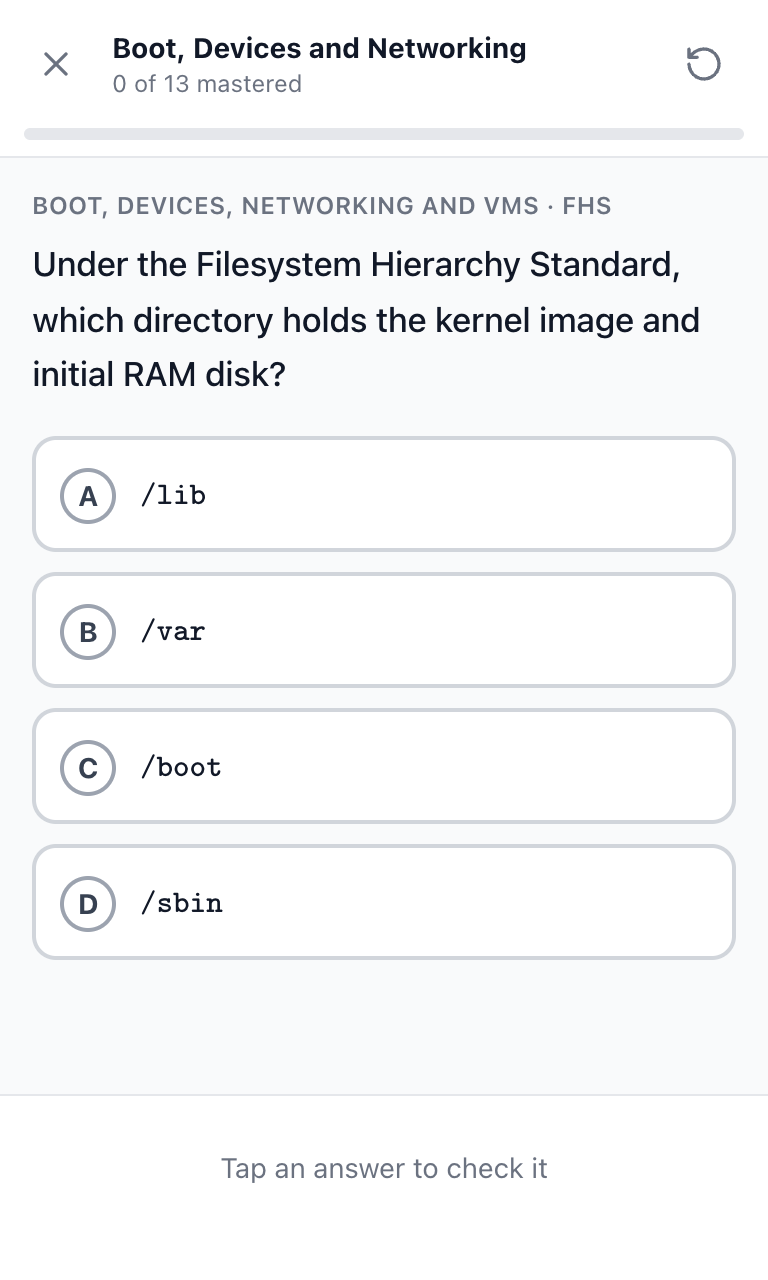 Boot, Devices and Networking
0 of 13 mastered
BOOT, DEVICES, NETWORKING AND VMS · FHS
Under the Filesystem Hierarchy Standard,
which directory holds the kernel image and
initial RAM disk?
A /lib
B /var
C /boot
D /sbin
Tap an answer to check it